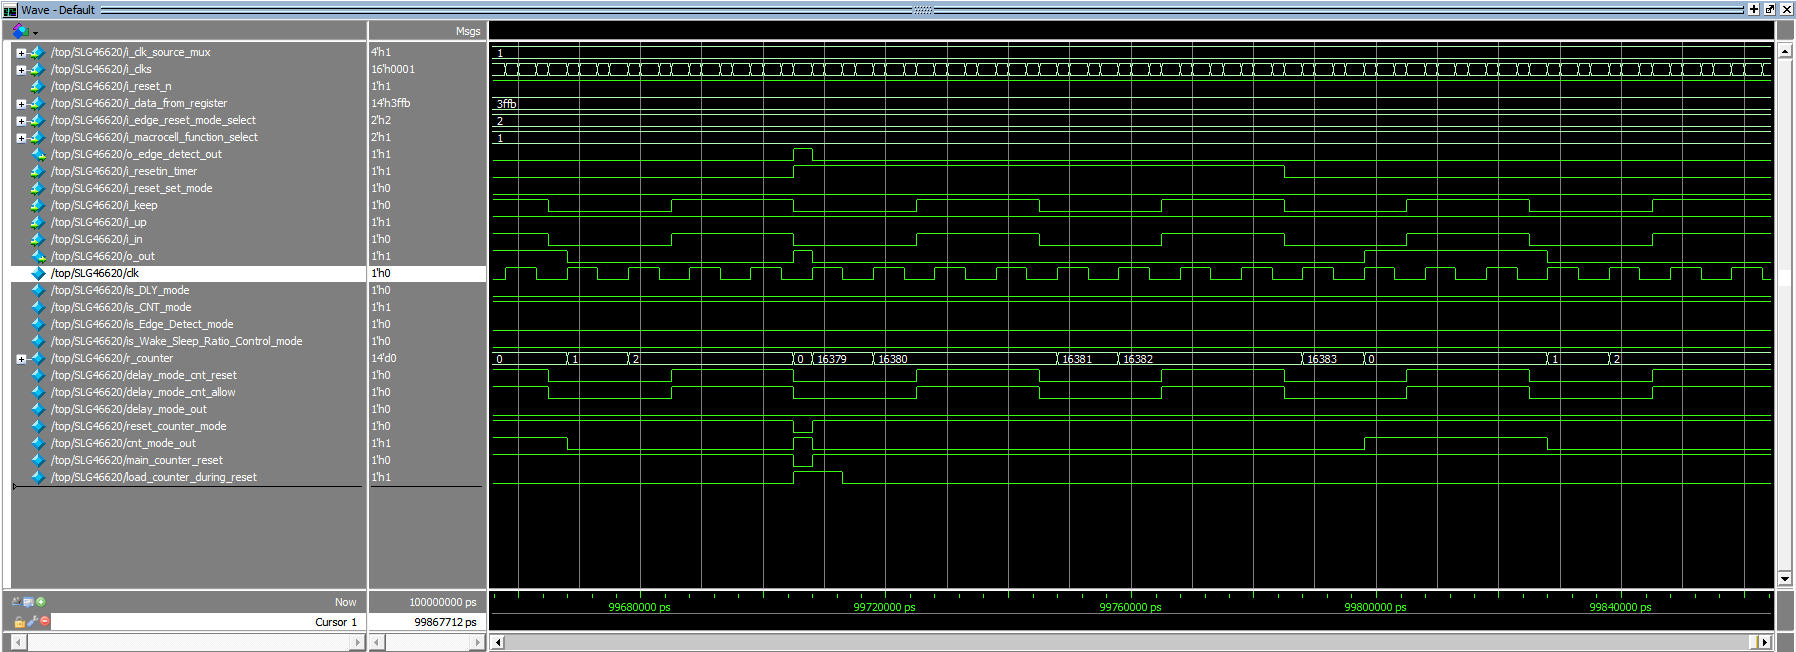 Wave - Default
Msgs
/top/SLG46620/i_clk_source_mux 4'h1 1
/top/SLG46620/i_clks 16'h0001
/top/SLG46620/i_reset_n 1'h1
/top/SLG46620/i_data_from_register 14'h3ffb 3ffb
/top/SLG46620/i_edge_reset_mode_select 2'h2 2
/top/SLG46620/i_macrocell_function_select 2'h1 1
/top/SLG46620/o_edge_detect_out 1'h1
/top/SLG46620/i_resetin_timer 1'h1
/top/SLG46620/i_reset_set_mode 1'h0
/top/SLG46620/i_keep 1'h0
/top/SLG46620/i_up 1'h1
/top/SLG46620/i_in 1'h0
/top/SLG46620/o_out 1'h1
/top/SLG46620/clk 1'h0
/top/SLG46620/is_DLY_mode 1'h0
/top/SLG46620/is_CNT_mode 1'h1
/top/SLG46620/is_Edge_Detect_mode 1'h0
/top/SLG46620/is_Wake_Sleep_Ratio_Control_mode 1'h0
/top/SLG46620/r_counter 14'd0 0 1 2 0 16379 16380 16381 16382 16383 0 1 2
/top/SLG46620/delay_mode_cnt_reset 1'h0
/top/SLG46620/delay_mode_cnt_allow 1'h0
/top/SLG46620/delay_mode_out 1'h0
/top/SLG46620/reset_counter_mode 1'h0
/top/SLG46620/cnt_mode_out 1'h1
/top/SLG46620/main_counter_reset 1'h0
/top/SLG46620/load_counter_during_reset 1'h1
Now 100000000 ps 99680000 ps 99720000 ps 99760000 ps 99800000 ps 99840000 ps
Cursor 1 99867712 ps